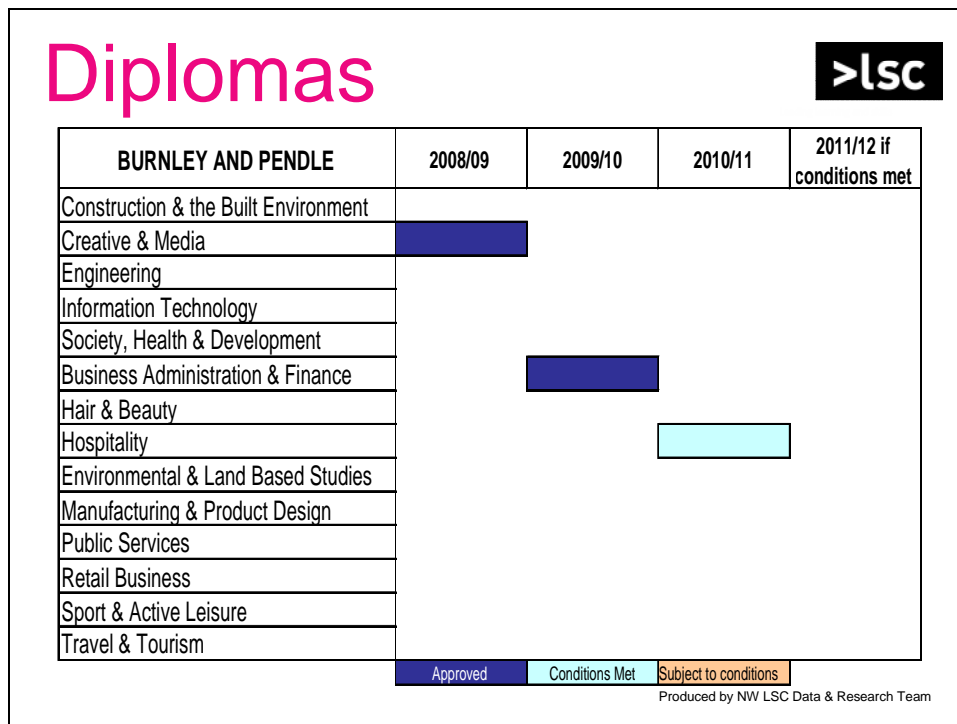 Diplomas
>lsc
BURNLEY AND PENDLE 2008/09 2009/10 2010/11 2011/12 if conditions met
Construction & the Built Environment
Creative & Media
Engineering
Information Technology
Society, Health & Development
Business Administration & Finance
Hair & Beauty
Hospitality
Environmental & Land Based Studies
Manufacturing & Product Design
Public Services
Retail Business
Sport & Active Leisure
Travel & Tourism
Approved Conditions Met Subject to conditions
Produced by NW LSC Data & Research Team